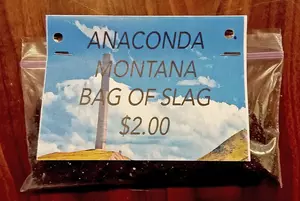 ANACONDA
MONTANA
BAG OF SLAG
$2.00